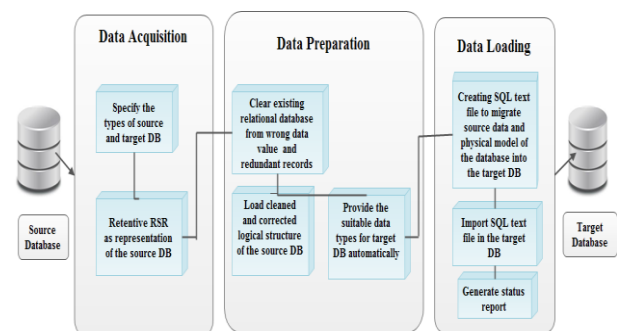 Data Acquisition
Specify the
types of source
and target DB
Retentive RSR
as representation
of the source DB
Source
Database
Data Preparation
Clear existing
relational database
from wrong data
value and
redundant records
Load cleaned
and corrected
logical structure
of the source DB
Provide the
suitable data
types for target
DB automatically
Data Loading
Creating SQL text
file to migrate
source data and
physical model of
the database into
the target DB
Import SQL text
file in the target
DB
Generate status
report
Target
Database